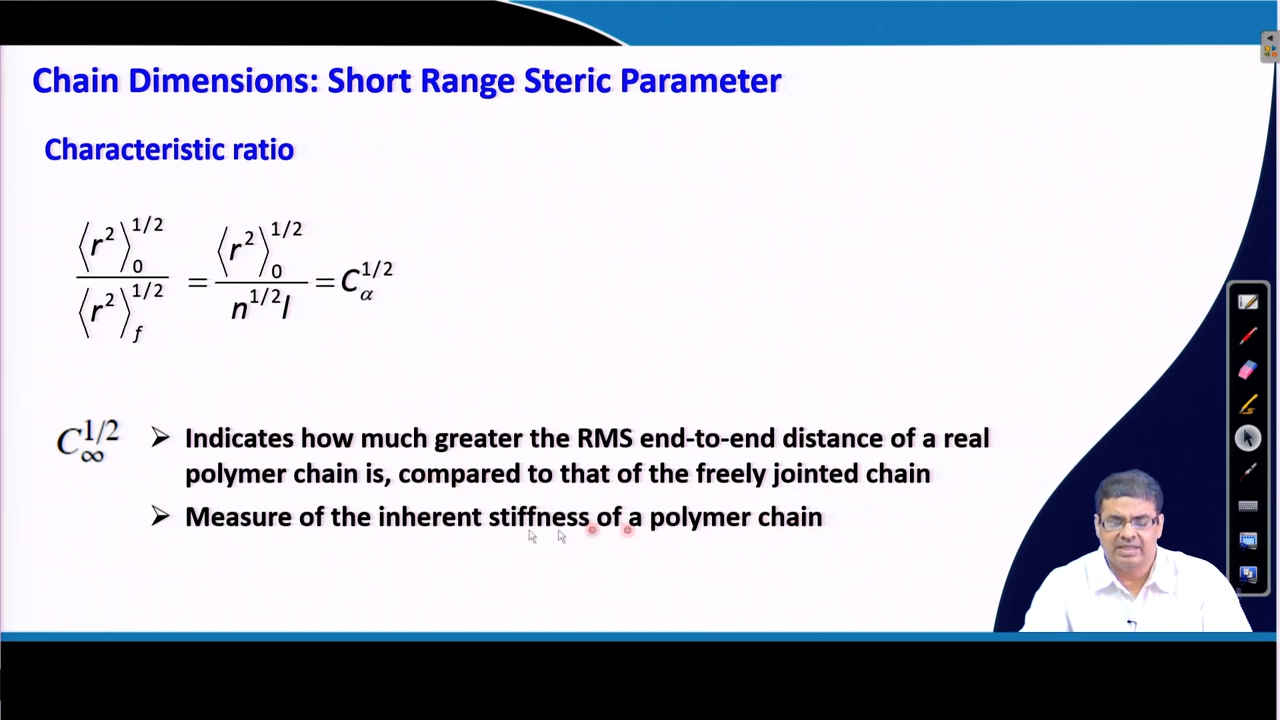 Chain Dimensions: Short Range Steric Parameter
Characteristic ratio
⟨r²⟩₀^1/2 / ⟨r²⟩_f^1/2 = ⟨r²⟩₀^1/2 / n^1/2 l = C_α^1/2
C_∞^1/2 ➢ Indicates how much greater the RMS end-to-end distance of a real
polymer chain is, compared to that of the freely jointed chain
➢ Measure of the inherent stiffness of a polymer chain